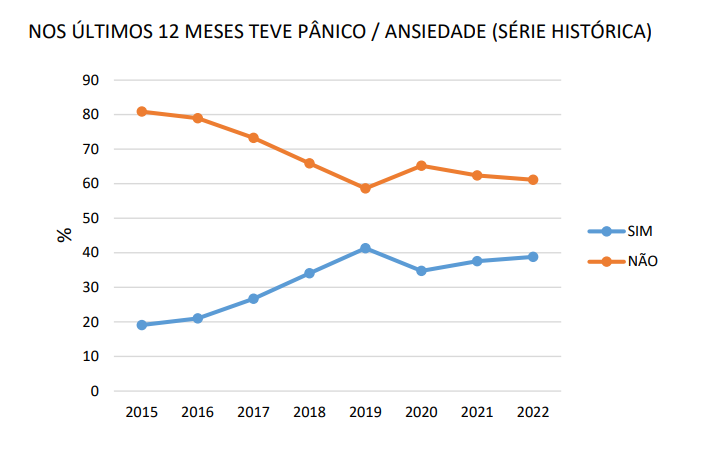 NOS ÚLTIMOS 12 MESES TEVE PÂNICO / ANSIEDADE (SÉRIE HISTÓRICA)
90
80
70
60
50
40
30
20
10
0
%
2015 2016 2017 2018 2019 2020 2021 2022
SIM
NÃO